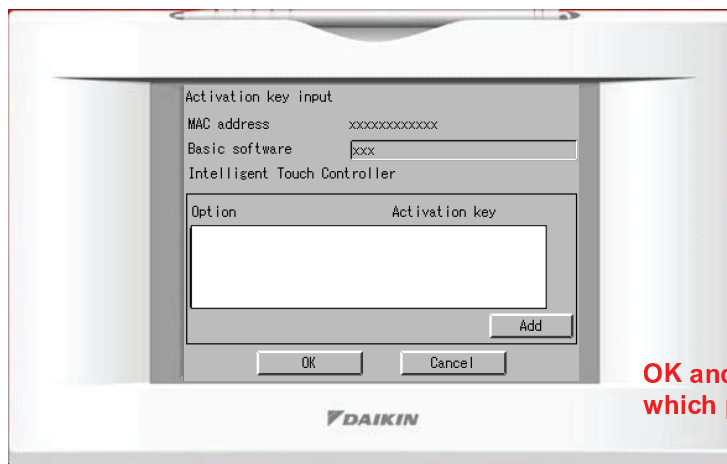 Activation key input
MAC address xxxxxxxxxxxx
Basic software xxx
Intelligent Touch Controller
Option Activation key
Add
OK Cancel
OK and
which
DAIKIN